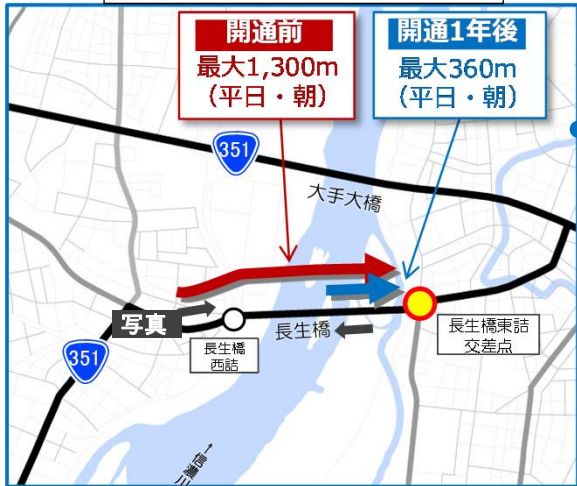 開通前
最大1,300m
（平日・朝）
開通1年後
最大360m
（平日・朝）
351
大手大橋
写真
351
長生橋
西詰
長生橋
長生橋東詰
交差点
←信濃川